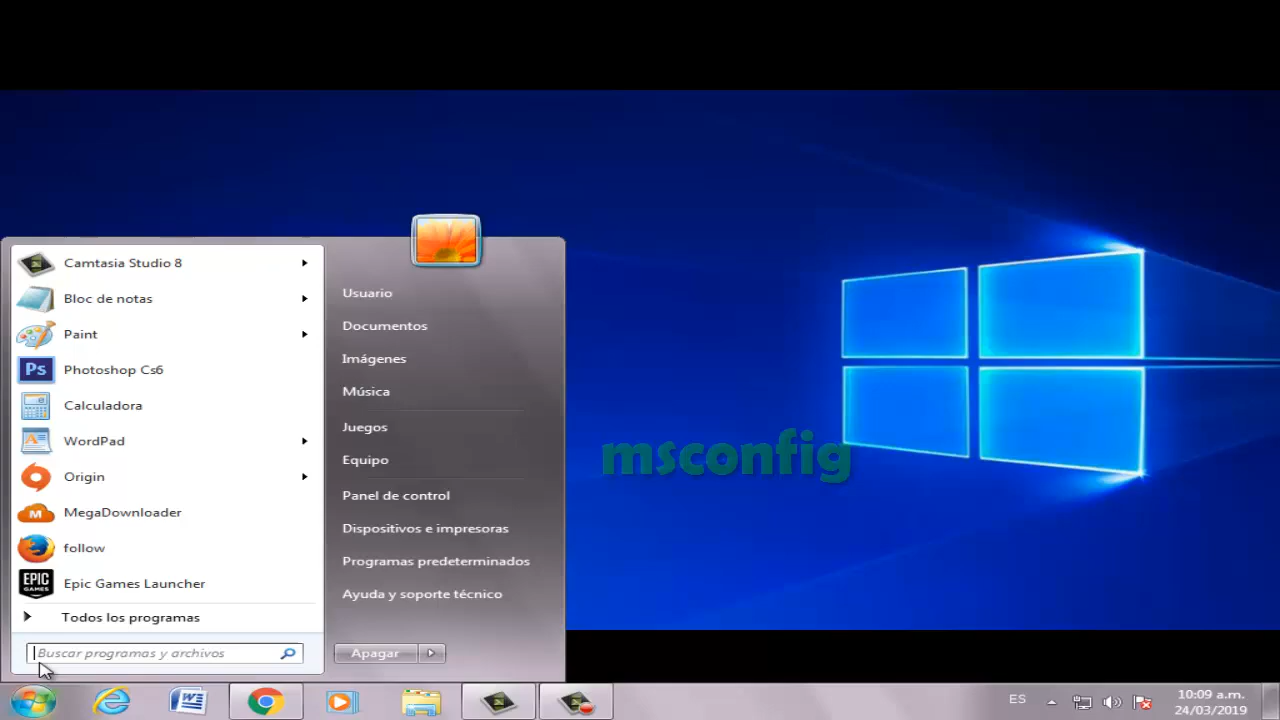 Camtasia Studio 8
Bloc de notas
Paint
Ps
Photoshop Cs6
Calculadora
WordPad
Origin
M
MegaDownloader
follow
EPIC
GAMES
Epic Games Launcher
Todos los programas
Buscar programas y archivos
Usuario
Documentos
Imágenes
Música
Juegos
Equipo
Panel de control
Dispositivos e impresoras
Programas predeterminados
Ayuda y soporte técnico
Apagar
msconfig
ES
10:09 a.m.
24/03/2019